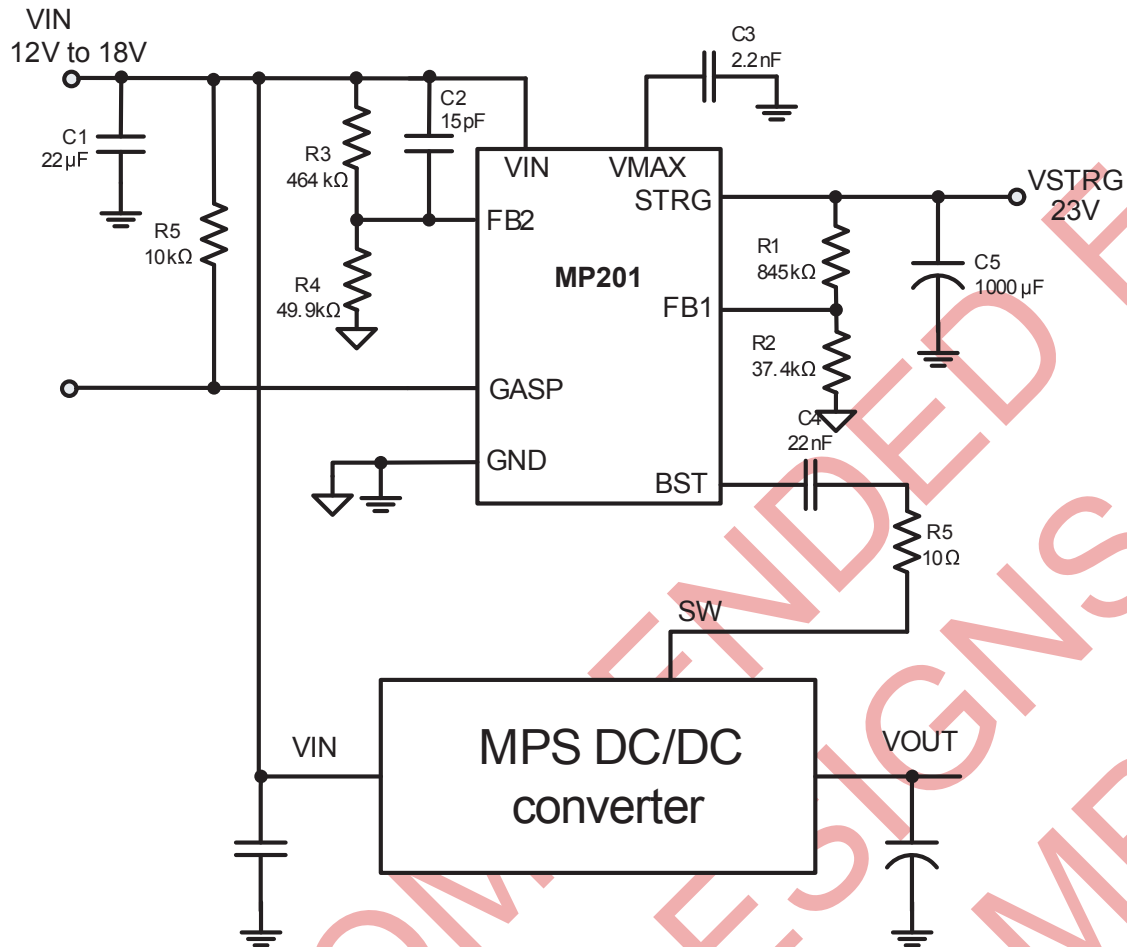 VIN
12V to 18V
C1
22µF
R5
10kΩ
R3
464 kΩ
C2
15pF
R4
49.9kΩ
C3
2.2nF
VIN
VMAX
STRG
FB2
MP201
FB1
GASP
GND
BST
VSTRG
23V
R1
845kΩ
C5
1000µF
R2
37.4kΩ
C4
22nF
R5
10Ω
SW
VIN
MPS DC/DC
converter
VOUT